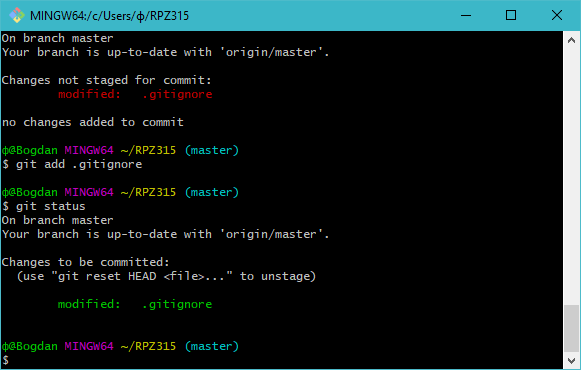 MINGW64:/c/Users/ф/RPZ315
On branch master
Your branch is up-to-date with 'origin/master'.
Changes not staged for commit:
modified:   .gitignore
no changes added to commit
ф@Bogdan MINGW64 ~/RPZ315 (master)
$ git add .gitignore
ф@Bogdan MINGW64 ~/RPZ315 (master)
$ git status
On branch master
Your branch is up-to-date with 'origin/master'.
Changes to be committed:
(use "git reset HEAD <file>..." to unstage)
modified:   .gitignore
ф@Bogdan MINGW64 ~/RPZ315 (master)
$